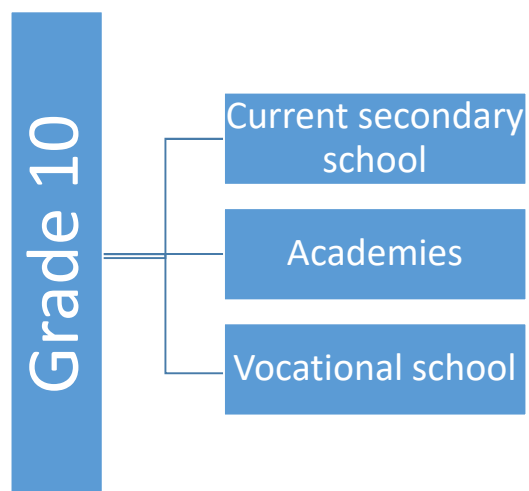 Grade 10
Current secondary
school
Academies
Vocational school